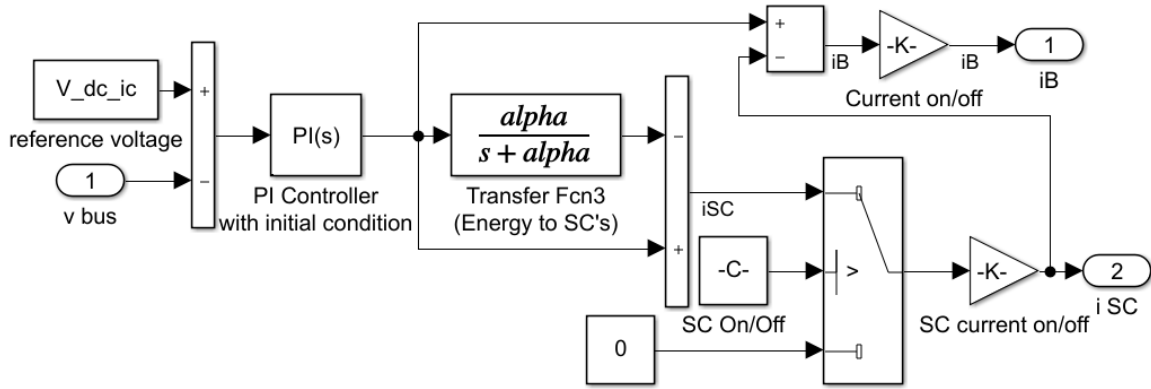 V_dc_ic
+
−
reference voltage
1
v bus
PI(s)
PI Controller
with initial condition
alpha
s + alpha
Transfer Fcn3
(Energy to SC's)
−
+
iSC
-C-
SC On/Off
0
>
-K-
SC current on/off
2
i SC
+
−
iB
-K-
Current on/off
iB
1
iB